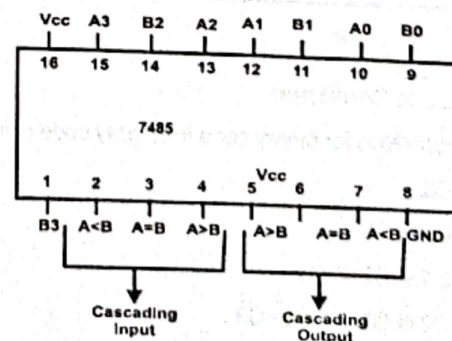 Vcc A3 B2 A2 A1 B1 A0 B0
16 15 14 13 12 11 10 9
7485
Vcc
1 2 3 4 5 6 7 8
B3 A<B A=B A>B A>B A=B A<B GND
Cascading Input
Cascading Output